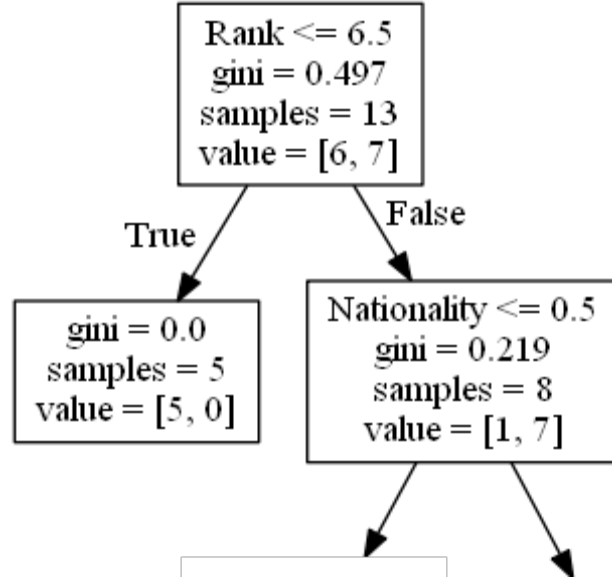 Rank <= 6.5
gini = 0.497
samples = 13
value = [6, 7]
True
False
gini = 0.0
samples = 5
value = [5, 0]
Nationality <= 0.5
gini = 0.219
samples = 8
value = [1, 7]